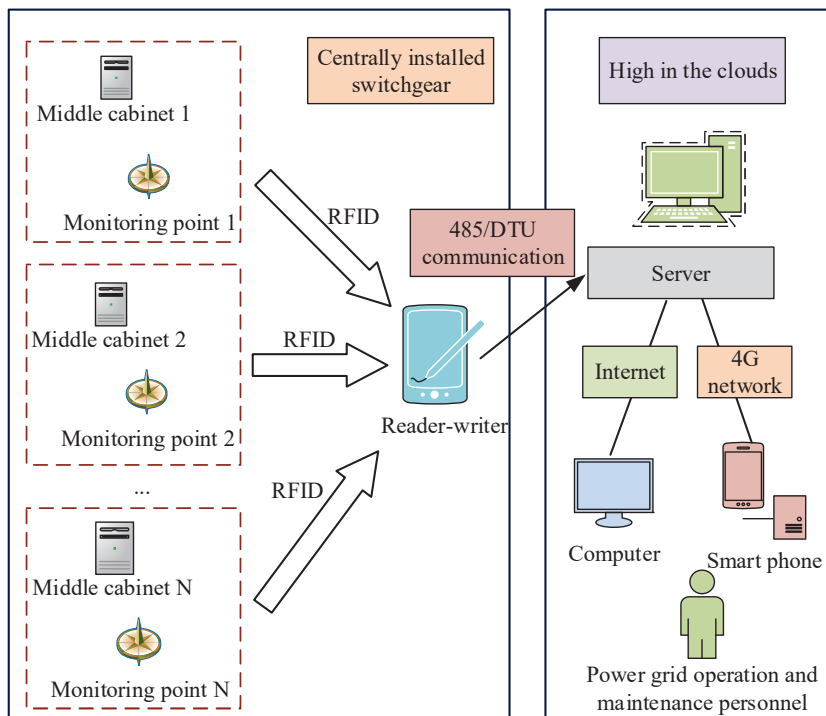 Centrally installed
switchgear
Middle cabinet 1
Monitoring point 1
RFID
Middle cabinet 2
Monitoring point 2
RFID
...
Middle cabinet N
Monitoring point N
RFID
Reader-writer
485/DTU
communication
High in the clouds
Server
Internet
4G
network
Computer
Smart phone
Power grid operation and
maintenance personnel